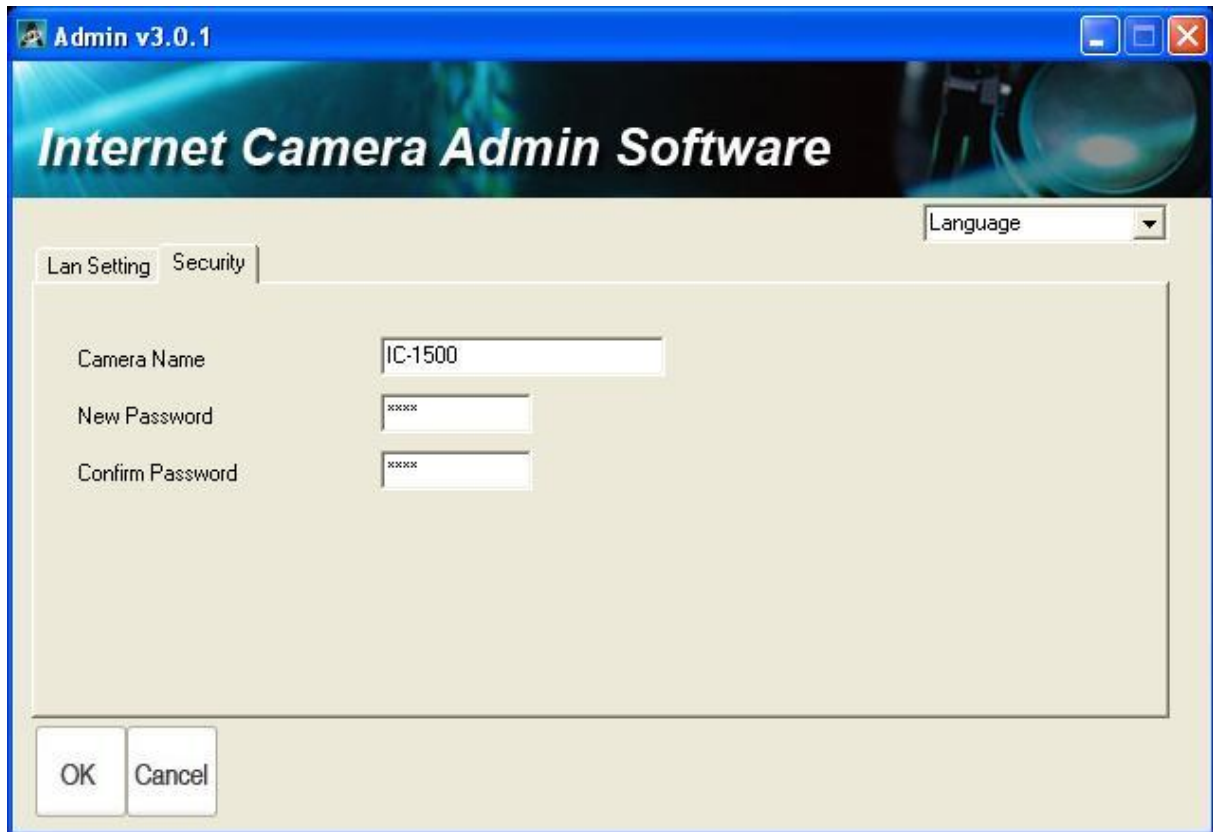 Admin v3.0.1
Internet Camera Admin Software
Language
Lan Setting Security
Camera Name IC-1500
New Password ****
Confirm Password ****
OK Cancel